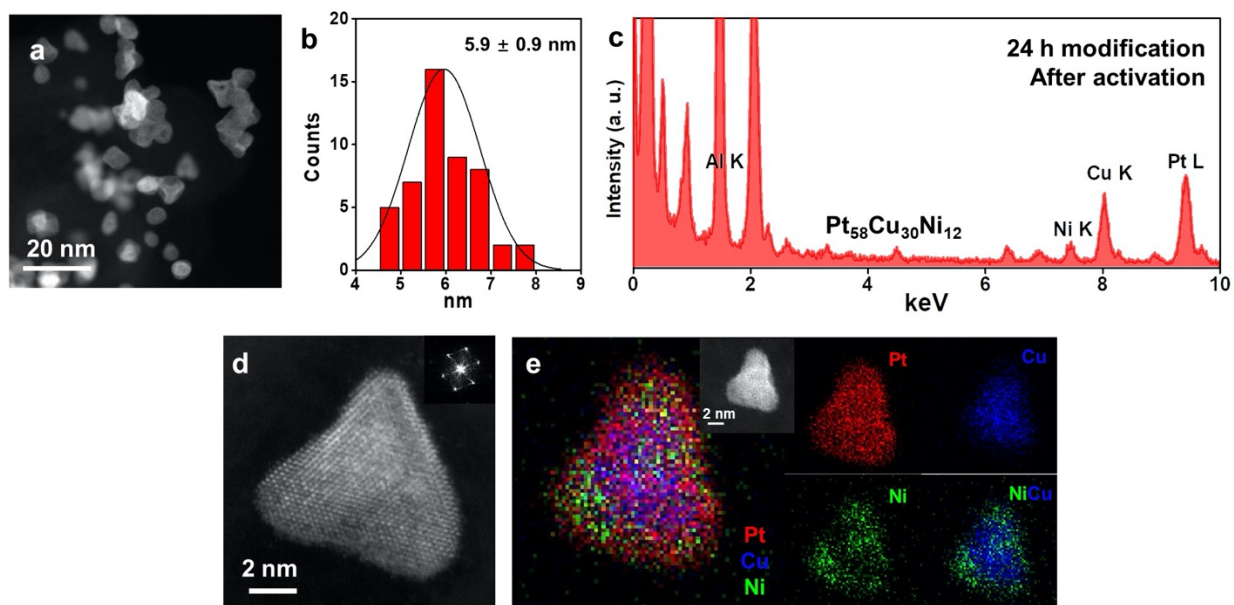 a
20 nm
b
5.9 ± 0.9 nm
Counts
20
15
10
5
0
4 5 6 7 8 9
nm
c
24 h modification
After activation
Intensity (a. u.)
Al K
Pt₅₈Cu₃₀Ni₁₂
Ni K
Cu K
Pt L
0 2 4 6 8 10
keV
d
2 nm
e
2 nm
Pt
Cu
Ni
Pt
Cu
Ni
NiCu